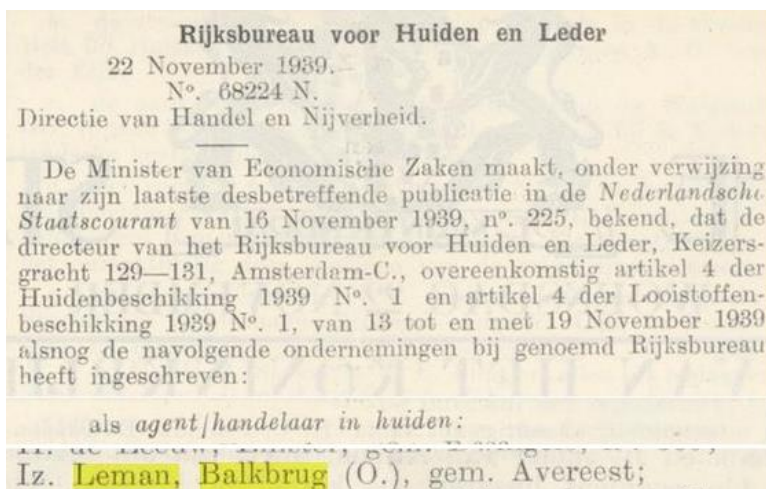 Rijksbureau voor Huiden en Leder
22 November 1939.—
Nº. 68224 N.
Directie van Handel en Nijverheid.
De Minister van Economische Zaken maakt, onder verwijzing
naar zijn laatste desbetreffende publicatie in de Nederlandsche
Staatscourant van 16 November 1939, nº. 225, bekend, dat de
directeur van het Rijksbureau voor Huiden en Leder, Keizers-
gracht 129—131, Amsterdam-C., overeenkomstig artikel 4 der
Huidenbeschikking 1939 Nº. 1 en artikel 4 der Looistoffen-
beschikking 1939 Nº. 1, van 13 tot en met 19 November 1939
alsnog de navolgende ondernemingen bij genoemd Rijksbureau
heeft ingeschreven:
als agent/handelaar in huiden:
Iz. Leman, Balkbrug (O.), gem. Avereest;